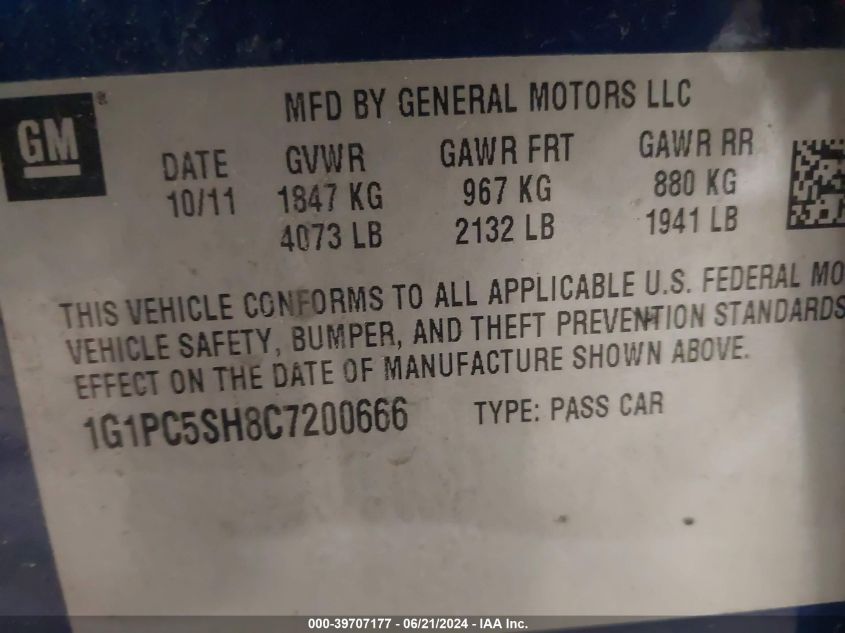 GM®
MFD BY GENERAL MOTORS LLC
DATE GVWR GAWR FRT GAWR RR
10/11 1847 KG 967 KG 880 KG
4073 LB 2132 LB 1941 LB
THIS VEHICLE CONFORMS TO ALL APPLICABLE U.S. FEDERAL MO
VEHICLE SAFETY, BUMPER, AND THEFT PREVENTION STANDARDS
EFFECT ON THE DATE OF MANUFACTURE SHOWN ABOVE.
1G1PC5SH8C7200666 TYPE: PASS CAR
000-39707177 - 06/21/2024 - IAA Inc.